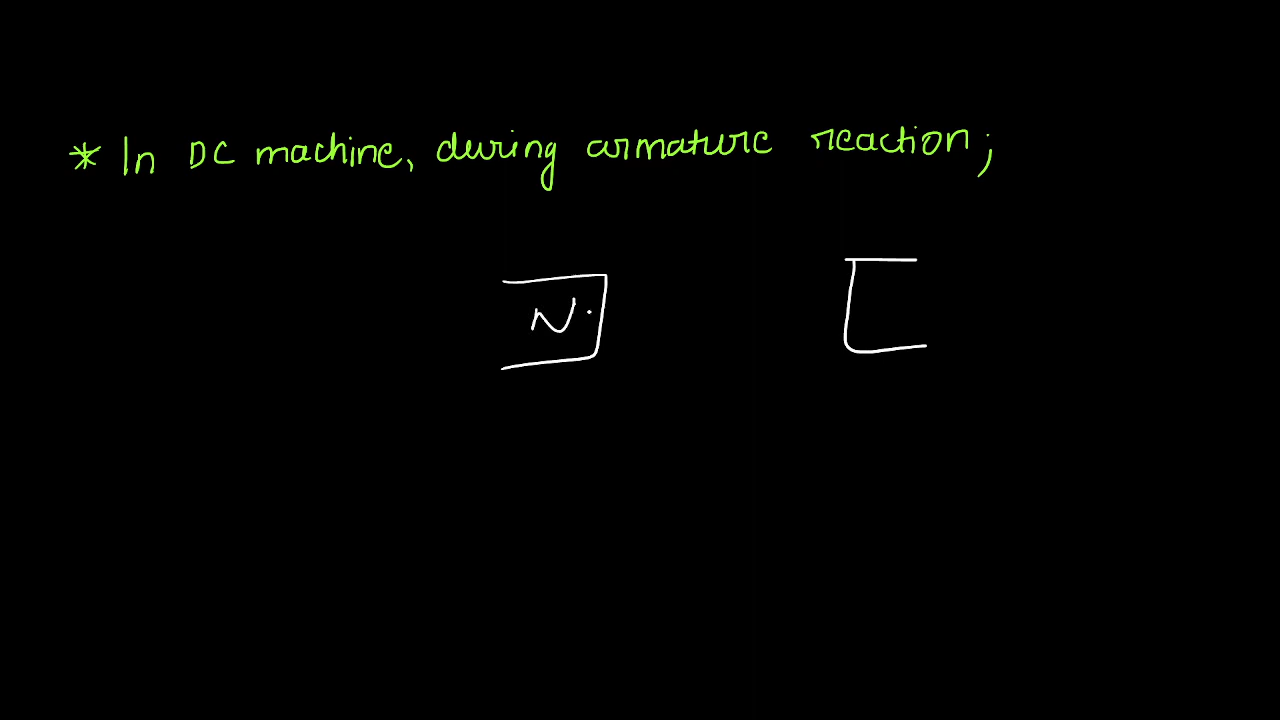 * In DC machine, during armature reaction;
N.